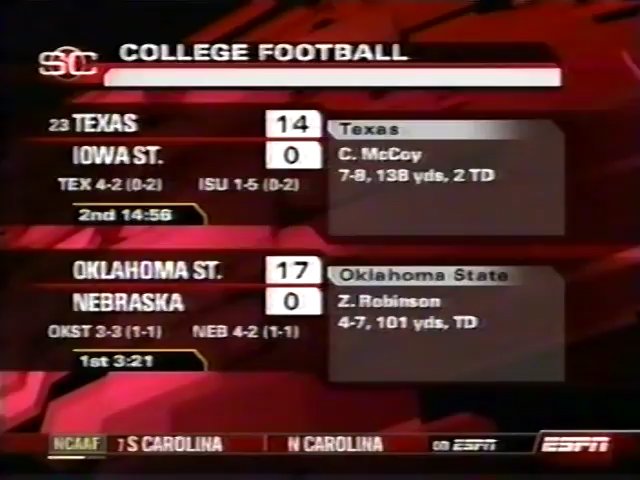 SC COLLEGE FOOTBALL
23 TEXAS 14
IOWA ST. 0
TEX 4-2 (0-2) ISU 1-5 (0-2)
2nd 14:56
Texas
C. McCoy
7-8, 138 yds, 2 TD
OKLAHOMA ST. 17
NEBRASKA 0
OKST 3-3 (1-1) NEB 4-2 (1-1)
1st 3:21
Oklahoma State
Z. Robinson
4-7, 101 yds, TD
NCAAF 7 S CAROLINA N CAROLINA on ESPN ESPN